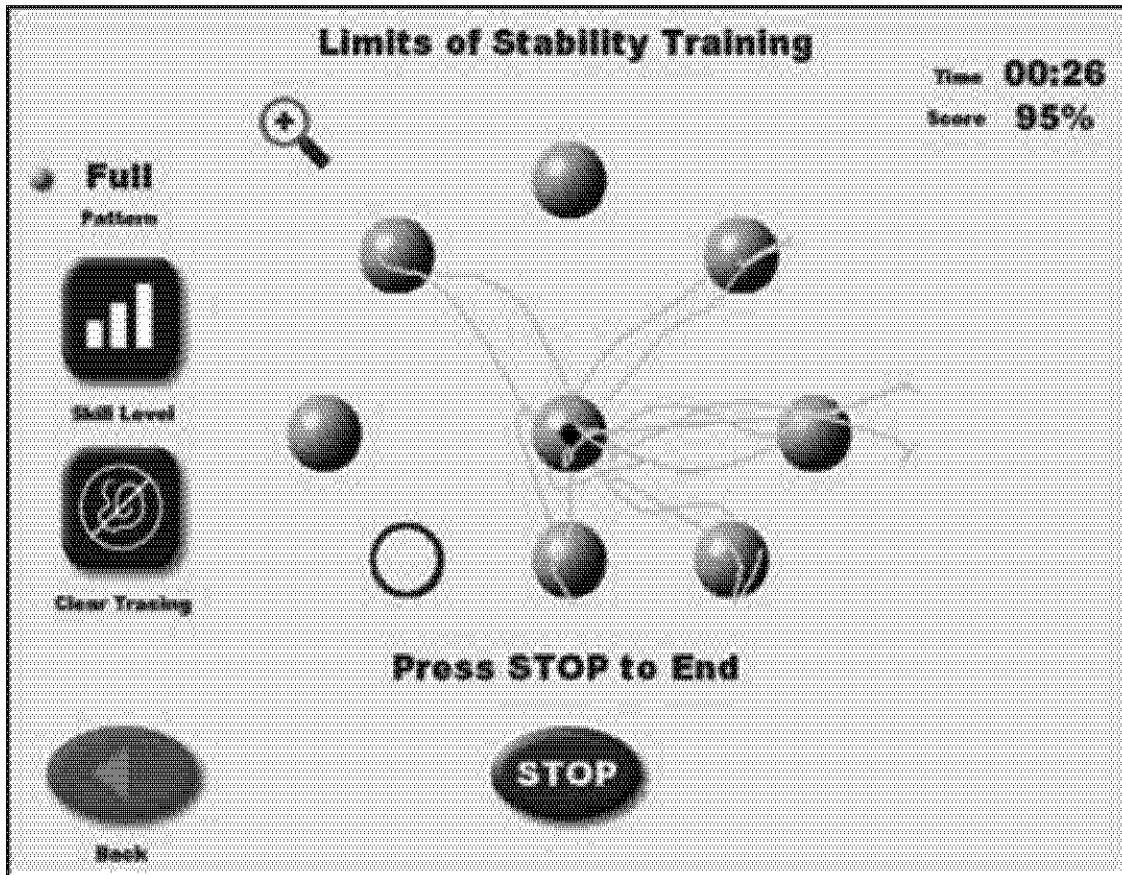 Limits of Stability Training
Time 00:26
Score 95%
Full
Pattern
Skill Level
Clear Tracing
Press STOP to End
STOP
Back